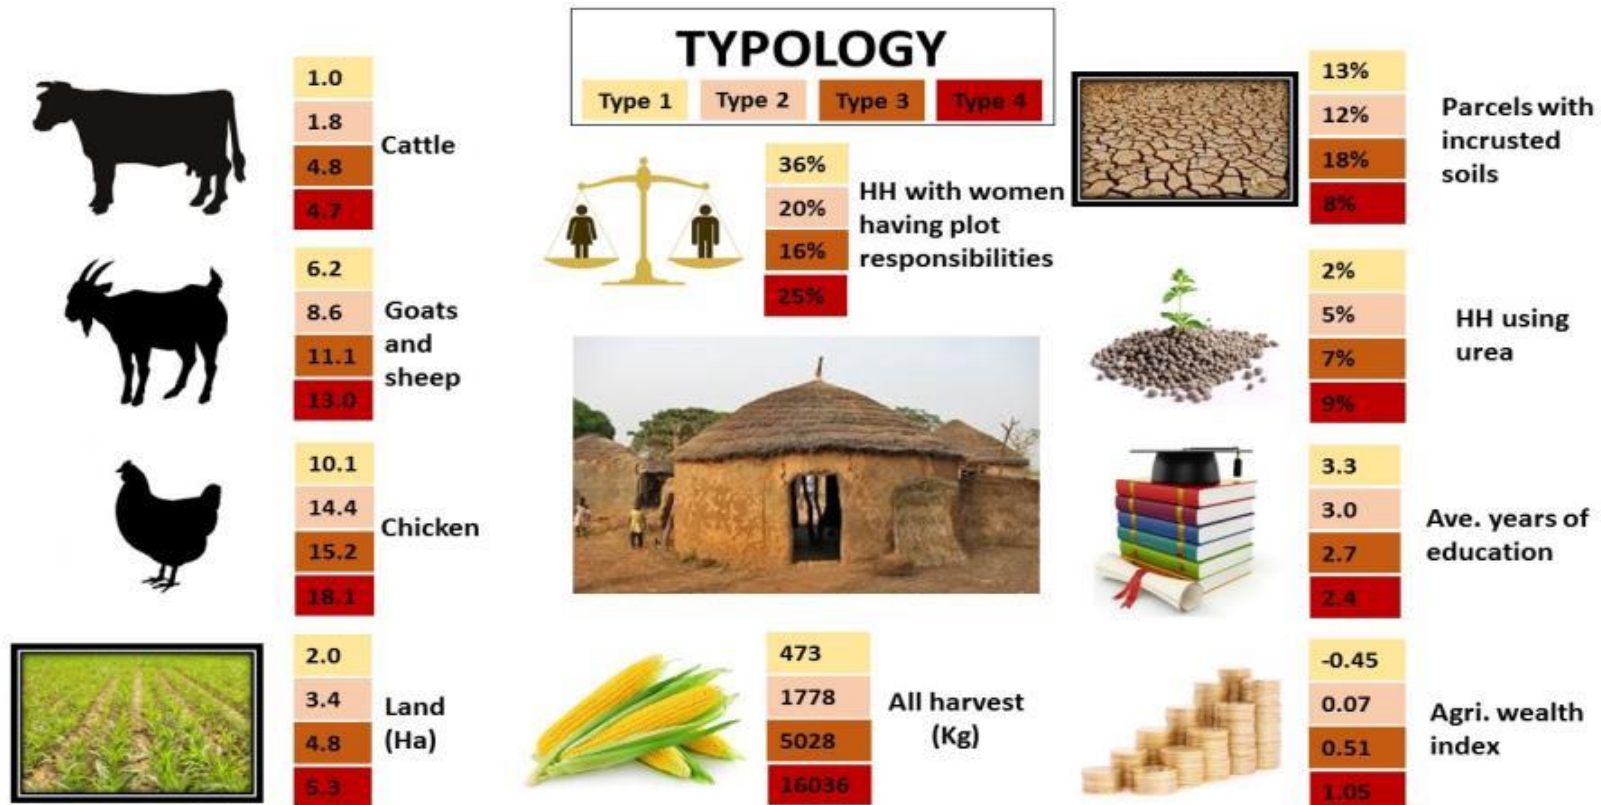 TYPOLOGY
Type 1 Type 2 Type 3 Type 4
1.0
1.8
4.8
4.7
Cattle
6.2
8.6
11.1
13.0
Goats
and
sheep
10.1
14.4
15.2
18.1
Chicken
2.0
3.4
4.8
5.3
Land
(Ha)
36%
20%
16%
25%
HH with women
having plot
responsibilities
473
1778
5028
16036
All harvest
(Kg)
13%
12%
18%
8%
Parcels with
incrusted
soils
2%
5%
7%
9%
HH using
urea
3.3
3.0
2.7
2.4
Ave. years of
education
-0.45
0.07
0.51
1.05
Agri. wealth
index